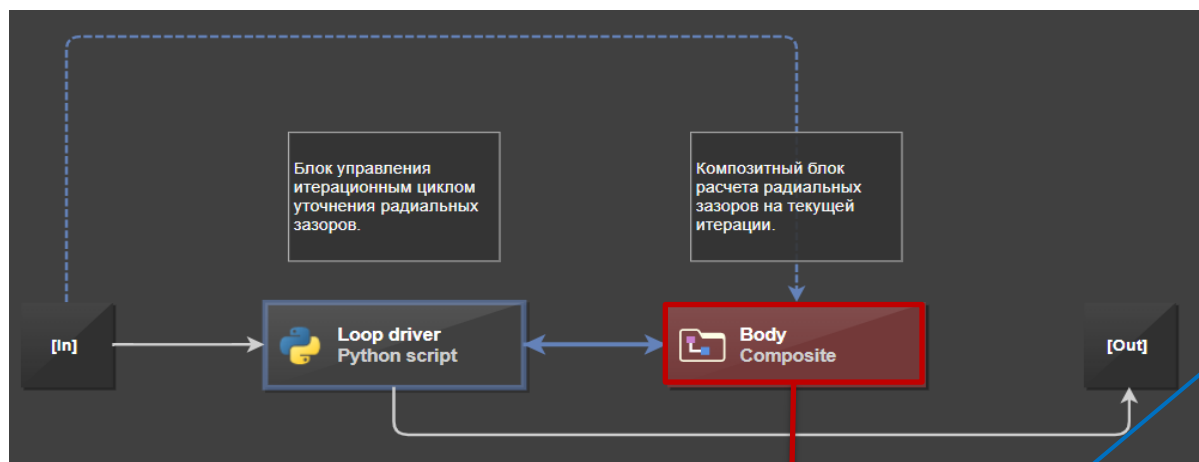 Блок управления
итерационным циклом
уточнения радиальных
зазоров.
Композитный блок
расчета радиальных
зазоров на текущей
итерации.
[In]
Loop driver
Python script
Body
Composite
[Out]